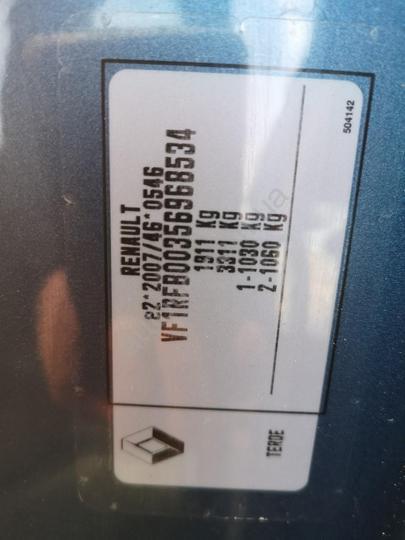 RENAULT
e2*2007/46*0546
VF1RFB00356968534
1911 Kg
3311 Kg
1-1030 Kg
2-1060 Kg
504142
TERDE